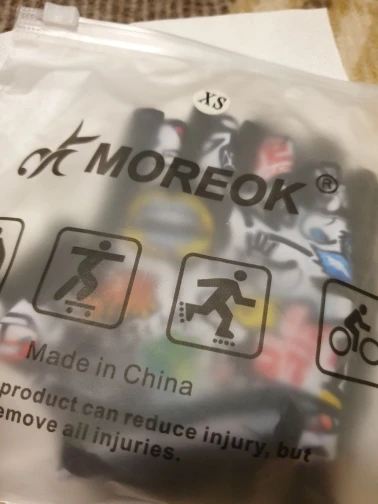 XS
MOREOK®
Made in China
product can reduce injury, but
emove all injuries.